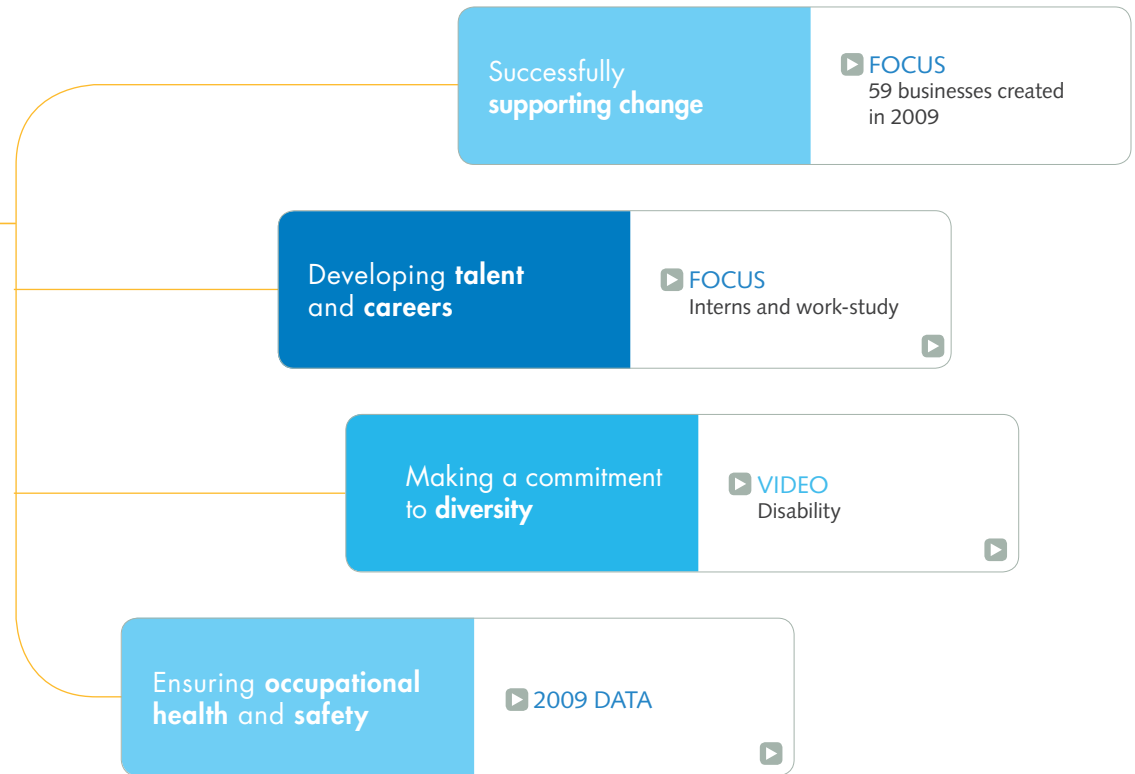 Successfully
supporting change
FOCUS
59 businesses created
in 2009
Developing talent
and careers
FOCUS
Interns and work-study
Making a commitment
to diversity
VIDEO
Disability
Ensuring occupational
health and safety
2009 DATA